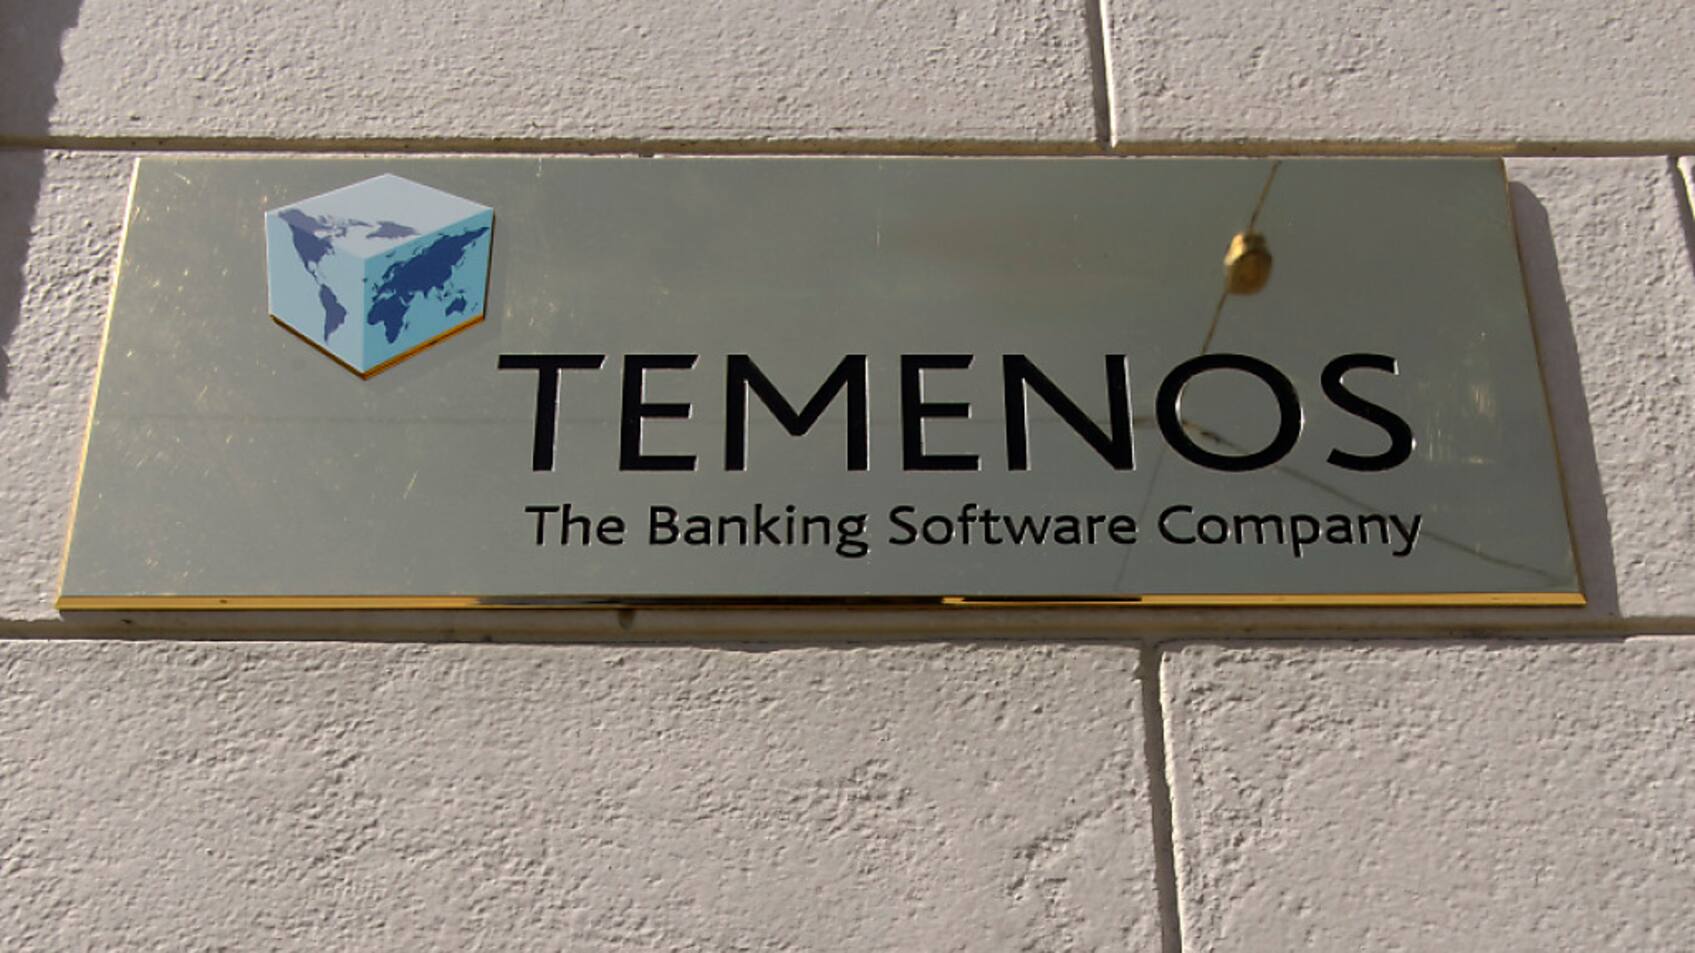 TEMENOS
The Banking Software Company